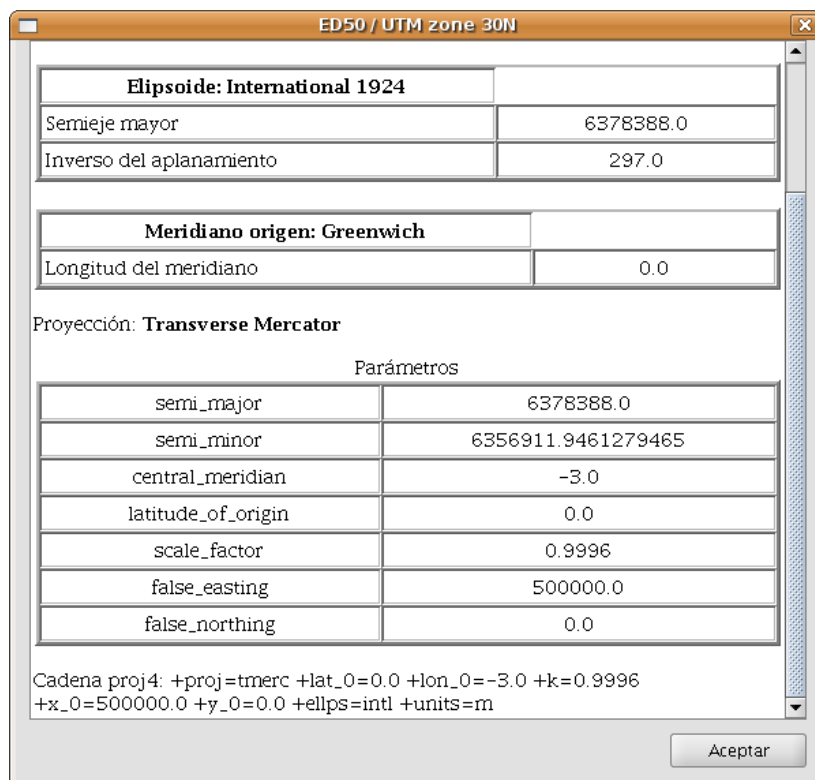 ED50 / UTM zone 30N
Elipsoide: International 1924
Semieje mayor 6378388.0
Inverso del aplanamiento 297.0
Meridiano origen: Greenwich
Longitud del meridiano 0.0
Proyección: Transverse Mercator
Parámetros
semi_major 6378388.0
semi_minor 6356911.9461279465
central_meridian -3.0
latitude_of_origin 0.0
scale_factor 0.9996
false_easting 500000.0
false_northing 0.0
Cadena proj4: +proj=tmerc +lat_0=0.0 +lon_0=-3.0 +k=0.9996
+x_0=500000.0 +y_0=0.0 +ellps=intl +units=m
Aceptar